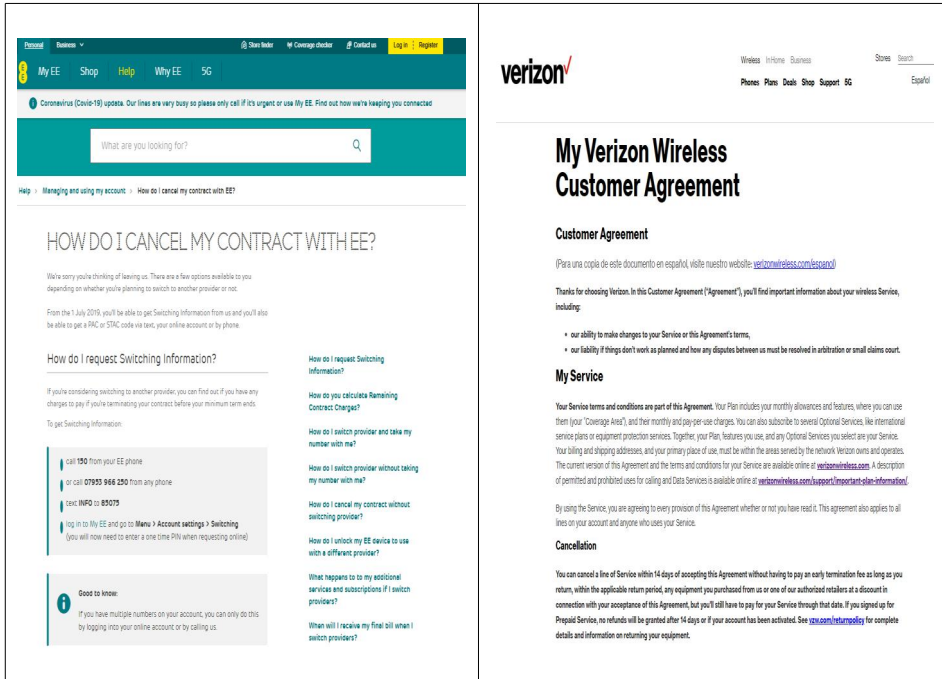 Personal Business Store finder Coverage checker Contact us Log in Register
EE My EE Shop Help Why EE 5G
Coronavirus (Covid-19) update. Our lines are very busy so please only call if it's urgent or use My EE. Find out how we're keeping you connected
What are you looking for?
Help > Managing and using my account > How do I cancel my contract with EE?
HOW DO I CANCEL MY CONTRACT WITH EE?
We're sorry you're thinking of leaving us. There are a few options available to you
depending on whether you're planning to switch to another provider or not.
From the 1 July 2019, you'll be able to get Switching Information from us and you'll also
be able to get a PAC or STAC code via text, your online account or by phone.
How do I request Switching Information?
If you're considering switching to another provider, you can find out if you have any
charges to pay if you're terminating your contract before your minimum term ends.
To get Switching Information:
call 150 from your EE phone
or call 07953 966 250 from any phone
text INFO to 85075
log in to My EE and go to Menu > Account settings > Switching
(you will now need to enter a one time PIN when requesting online)
Good to know:
If you have multiple numbers on your account, you can only do this
by logging into your online account or by calling us.
How do I request Switching
Information?
How do you calculate Remaining
Contract Charges?
How do I switch provider and take my
number with me?
How do I switch provider without taking
my number with me?
How do I cancel my contract without
switching provider?
How do I unlock my EE device to use
with a different provider?
What happens to to my additional
services and subscriptions if I switch
providers?
When will I receive my final bill when I
switch providers?
verizon
Wireless In Home Business Stores Search
Phones Plans Deals Shop Support 5G Español
My Verizon Wireless
Customer Agreement
Customer Agreement
(Para una copia de este documento en español, visite nuestro website: verizonwireless.com/espanol)
Thanks for choosing Verizon. In this Customer Agreement ("Agreement"), you'll find important information about your wireless Service,
including:
• our ability to make changes to your Service or this Agreement's terms,
• our liability if things don't work as planned and how any disputes between us must be resolved in arbitration or small claims court.
My Service
Your Service terms and conditions are part of this Agreement. Your Plan includes your monthly allowances and features, where you can use
them (your "Coverage Area"), and their monthly and pay-per-use charges. You can also subscribe to several Optional Services, like international
service plans or equipment protection services. Together, your Plan, features you use, and any Optional Services you select are your Service.
Your billing and shipping addresses, and your primary place of use, must be within the areas served by the network Verizon owns and operates.
The current version of this Agreement and the terms and conditions for your Service are available online at verizonwireless.com. A description
of permitted and prohibited uses for calling and Data Services is available online at verizonwireless.com/support/important-plan-information/.
By using the Service, you are agreeing to every provision of this Agreement whether or not you have read it. This agreement also applies to all
lines on your account and anyone who uses your Service.
Cancellation
You can cancel a line of Service within 14 days of accepting this Agreement without having to pay an early termination fee as long as you
return, within the applicable return period, any equipment you purchased from us or one of our authorized retailers at a discount in
connection with your acceptance of this Agreement, but you'll still have to pay for your Service through that date. If you signed up for
Prepaid Service, no refunds will be granted after 14 days or if your account has been activated. See vzw.com/returnpolicy for complete
details and information on returning your equipment.